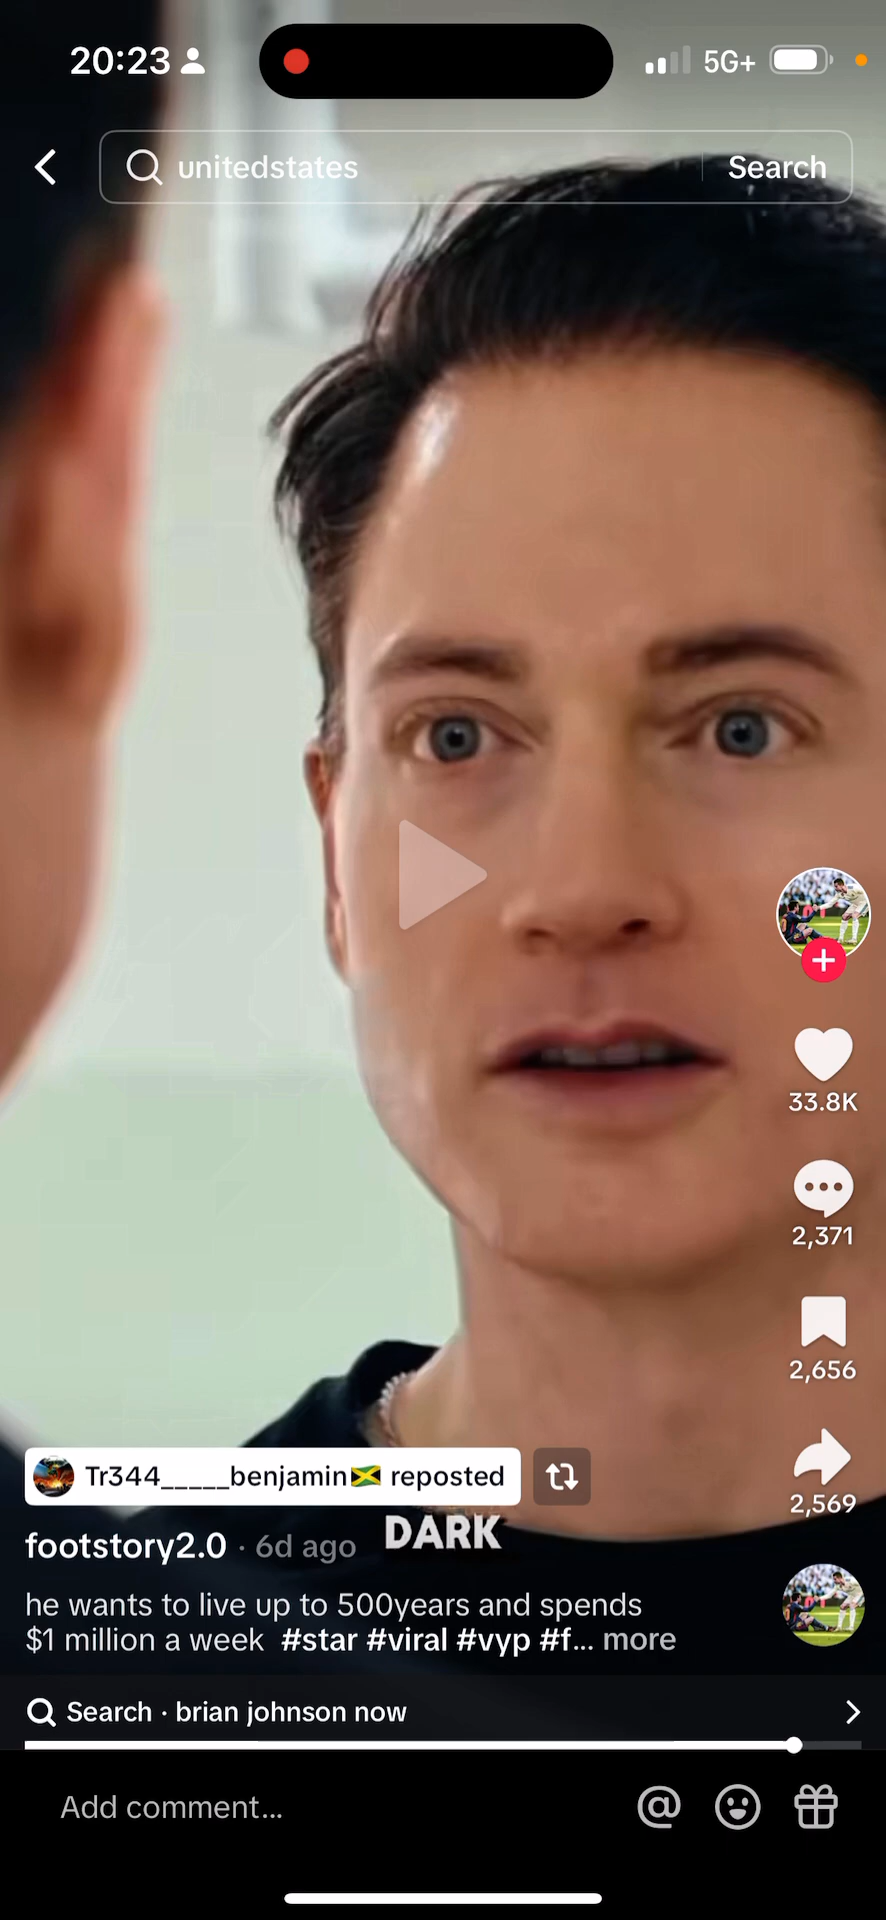 20:23
5G+
unitedstates
Search
33.8K
2,371
2,656
2,569
Tr344_____benjamin🇯🇲 reposted
footstory2.0 · 6d ago
DARK
he wants to live up to 500years and spends
$1 million a week #star #viral #vyp #f... more
Search · brian johnson now
Add comment...